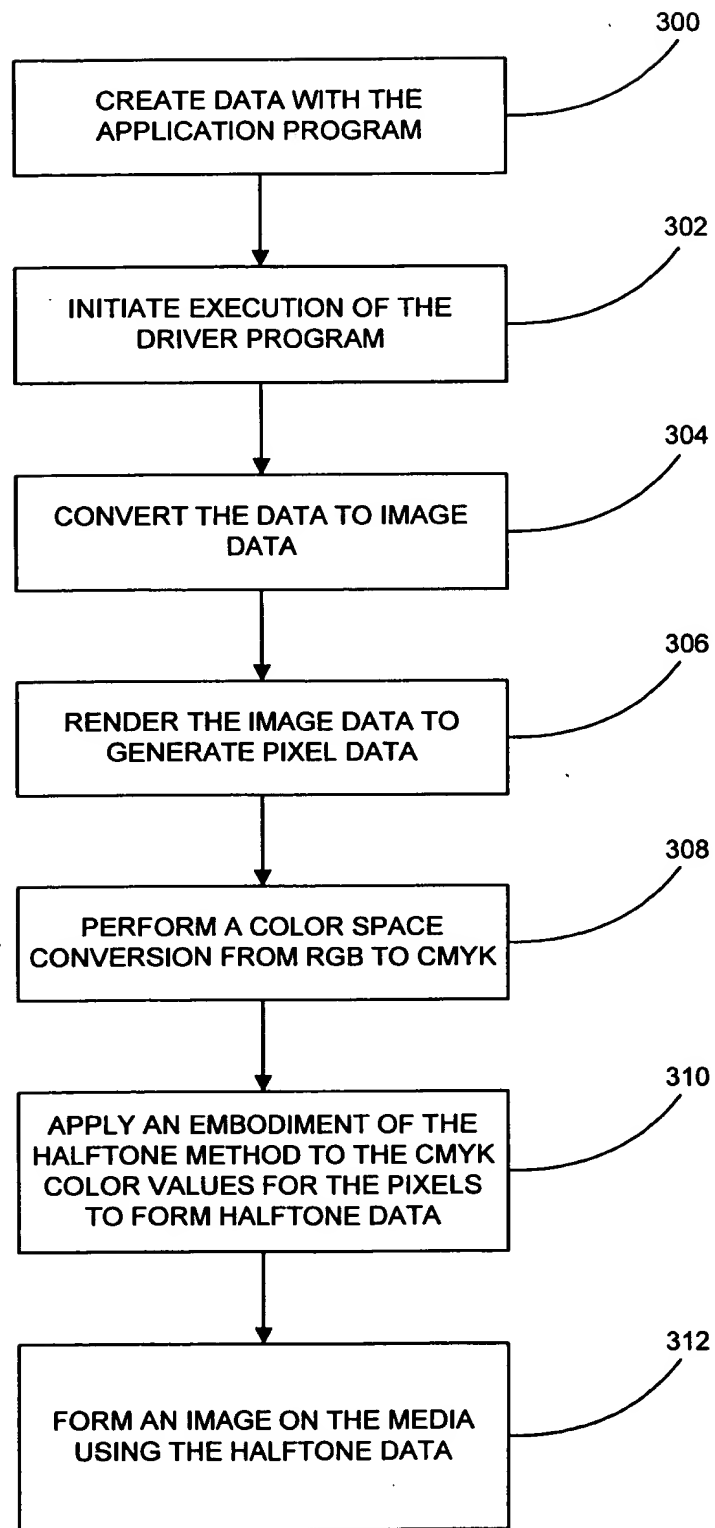 300
CREATE DATA WITH THE
APPLICATION PROGRAM
302
INITIATE EXECUTION OF THE
DRIVER PROGRAM
304
CONVERT THE DATA TO IMAGE
DATA
306
RENDER THE IMAGE DATA TO
GENERATE PIXEL DATA
308
PERFORM A COLOR SPACE
CONVERSION FROM RGB TO CMYK
310
APPLY AN EMBODIMENT OF THE
HALFTONE METHOD TO THE CMYK
COLOR VALUES FOR THE PIXELS
TO FORM HALFTONE DATA
312
FORM AN IMAGE ON THE MEDIA
USING THE HALFTONE DATA